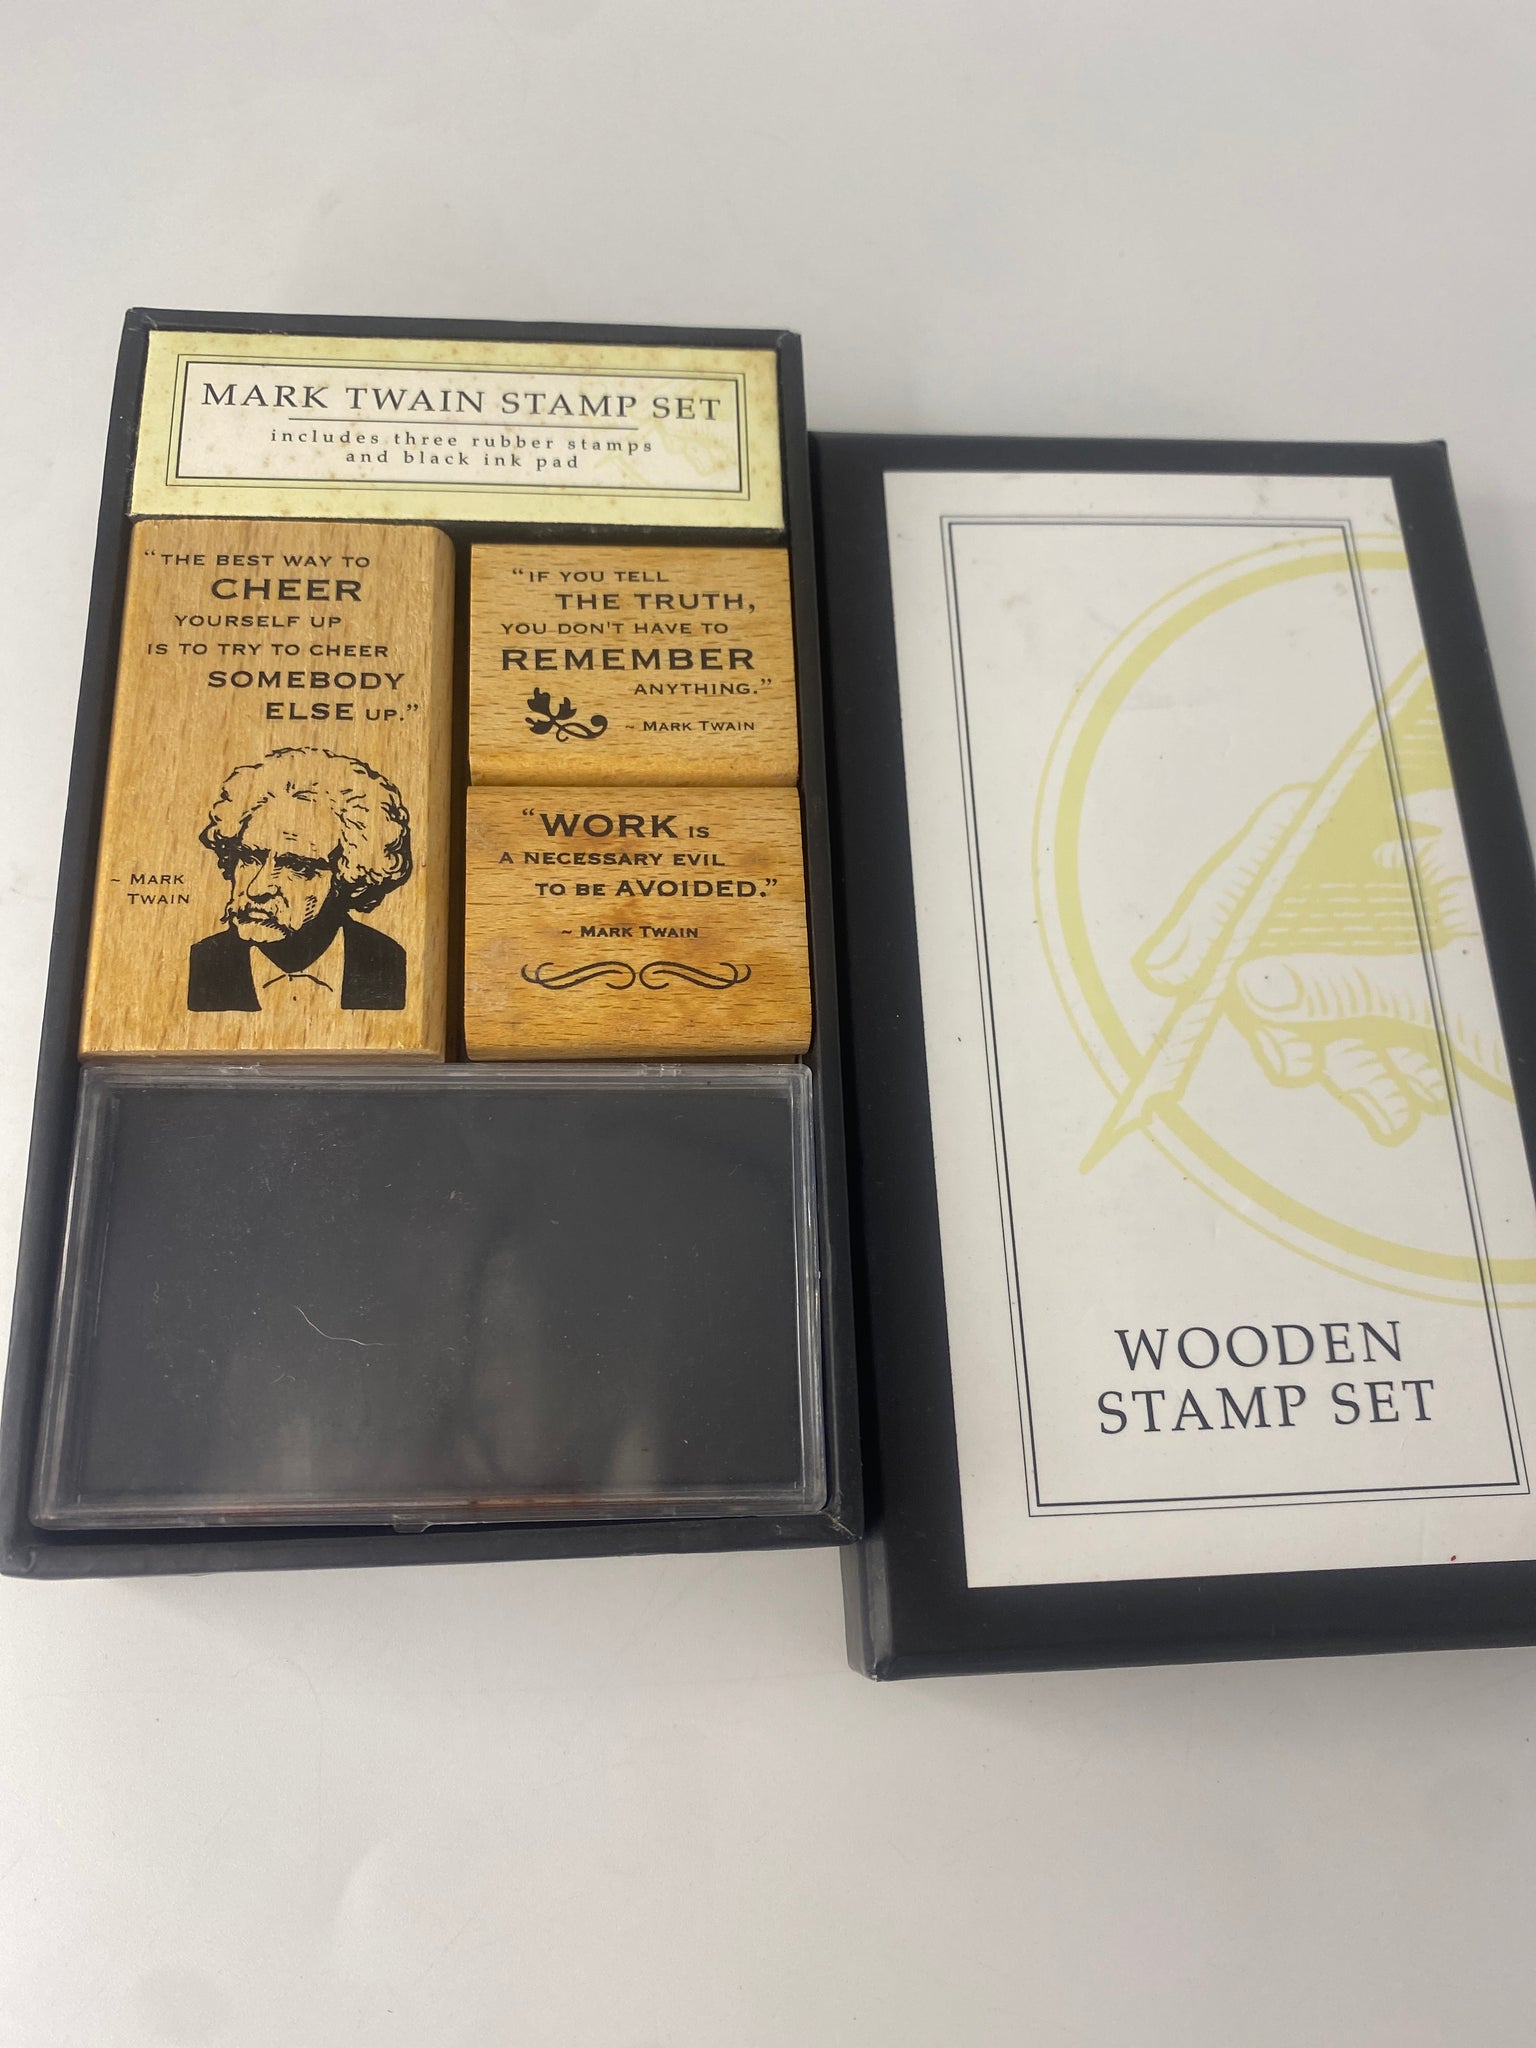 MARK TWAIN STAMP SET
includes three rubber stamps
and black ink pad
“THE BEST WAY TO
CHEER
YOURSELF UP
IS TO TRY TO CHEER
SOMEBODY
ELSE UP.”
~ MARK
TWAIN
“IF YOU TELL
THE TRUTH,
YOU DON'T HAVE TO
REMEMBER
ANYTHING.”
~ MARK TWAIN
“WORK IS
A NECESSARY EVIL
TO BE AVOIDED.”
~ MARK TWAIN
WOODEN
STAMP SET